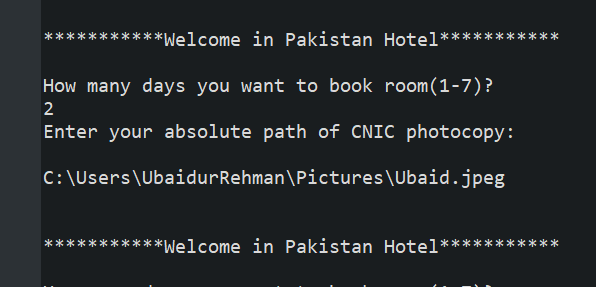 ***********Welcome in Pakistan Hotel***********
How many days you want to book room(1-7)?
2
Enter your absolute path of CNIC photocopy:
C:\Users\UbaidurRehman\Pictures\Ubaid.jpeg
***********Welcome in Pakistan Hotel***********